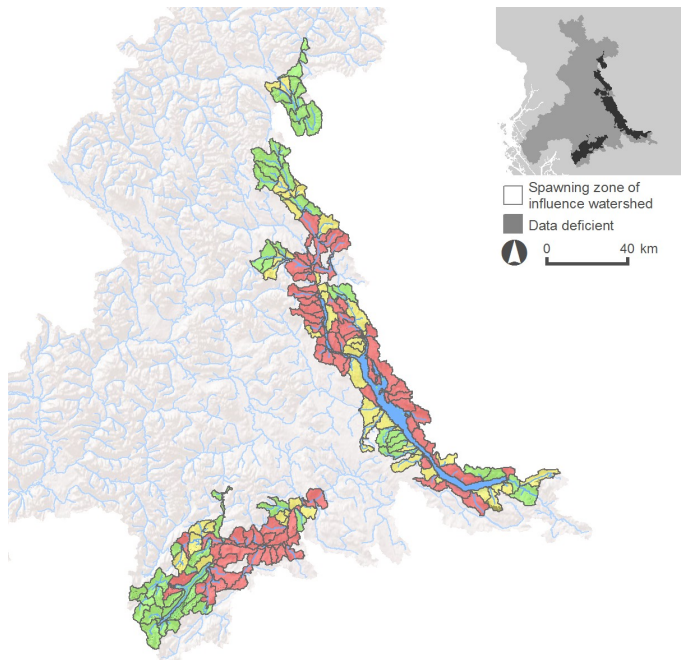 Spawning zone of
influence watershed
Data deficient
0 40 km